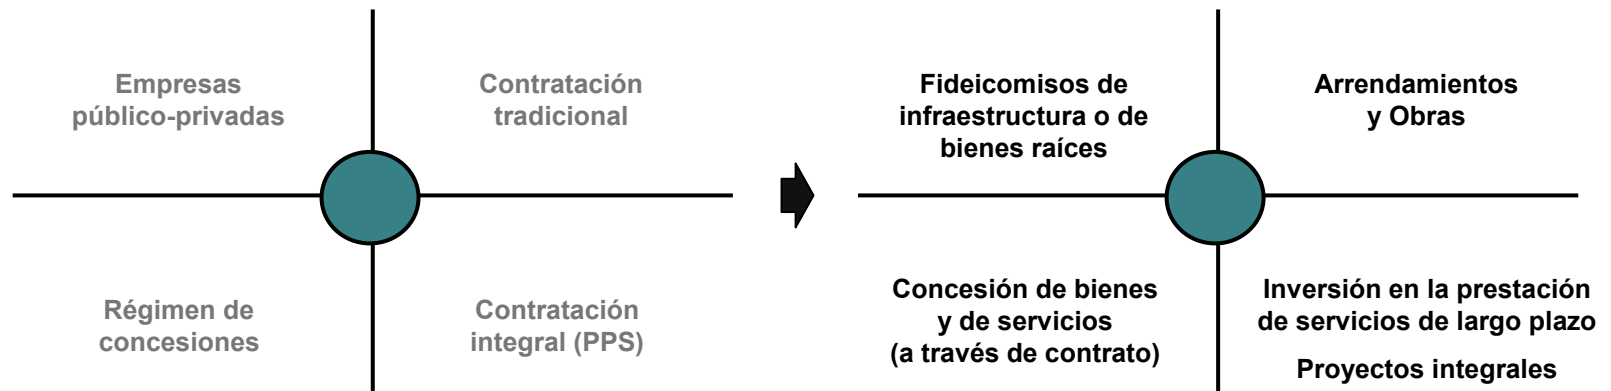 Empresas
público-privadas
Contratación
tradicional
Régimen de
concesiones
Contratación
integral (PPS)
Fideicomisos de
infraestructura o de
bienes raíces
Arrendamientos
y Obras
Concesión de bienes
y de servicios
(a través de contrato)
Inversión en la prestación
de servicios de largo plazo
Proyectos integrales